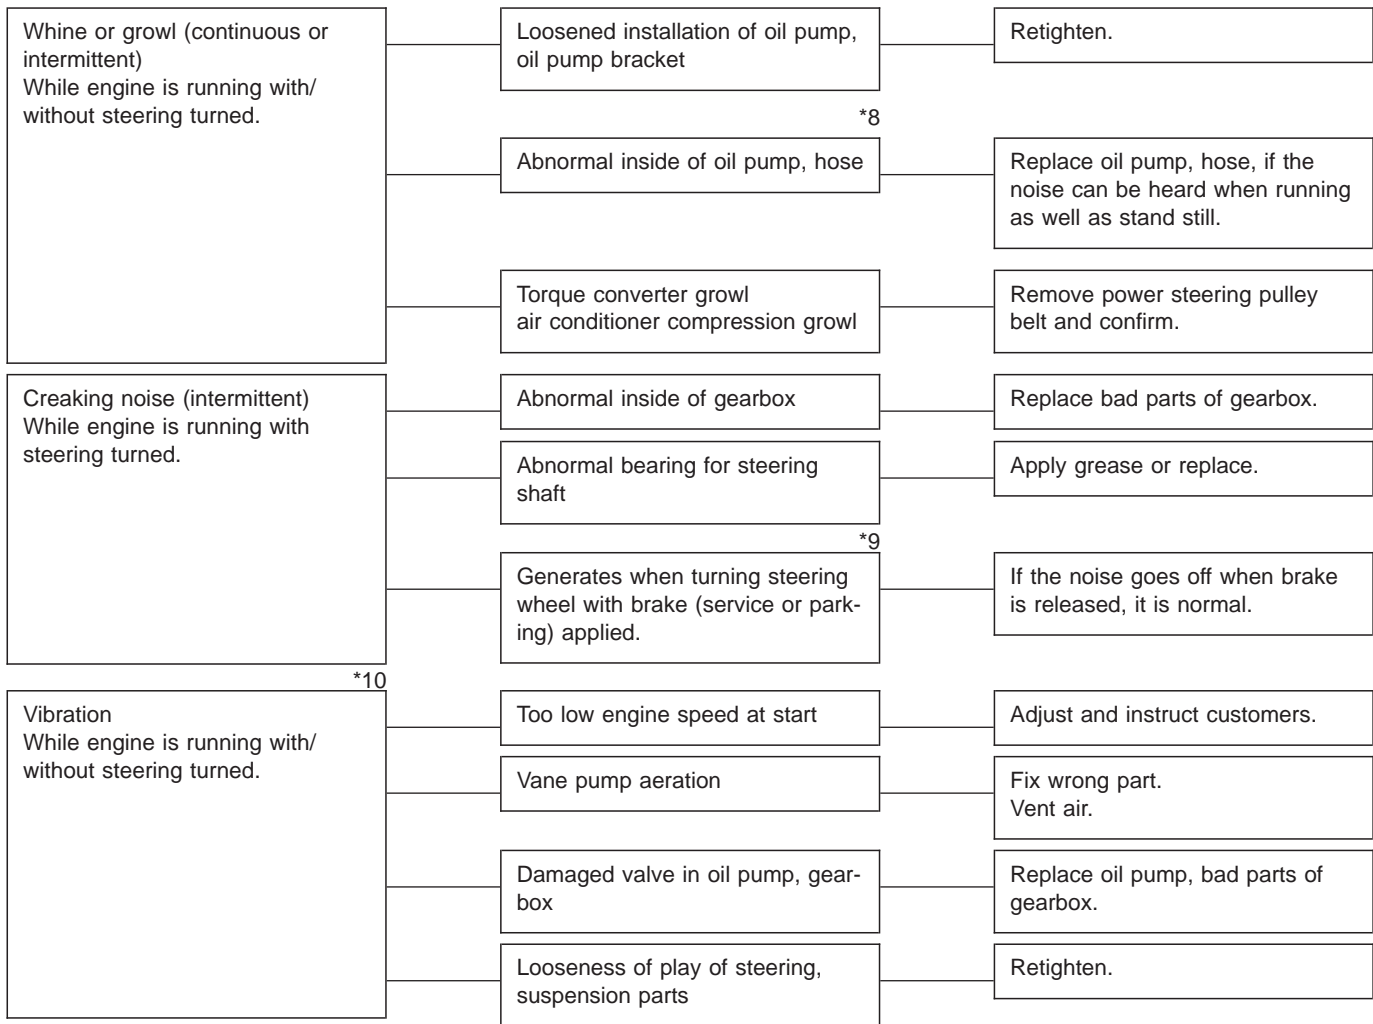 Whine or growl (continuous or
intermittent)
While engine is running with/
without steering turned.
Loosened installation of oil pump,
oil pump bracket
Retighten.
*8
Abnormal inside of oil pump, hose
Replace oil pump, hose, if the
noise can be heard when running
as well as stand still.
Torque converter growl
air conditioner compression growl
Remove power steering pulley
belt and confirm.
Creaking noise (intermittent)
While engine is running with
steering turned.
Abnormal inside of gearbox
Replace bad parts of gearbox.
Abnormal bearing for steering
shaft
Apply grease or replace.
*9
Generates when turning steering
wheel with brake (service or park-
ing) applied.
If the noise goes off when brake
is released, it is normal.
*10
Vibration
While engine is running with/
without steering turned.
Too low engine speed at start
Adjust and instruct customers.
Vane pump aeration
Fix wrong part.
Vent air.
Damaged valve in oil pump, gear-
box
Replace oil pump, bad parts of
gearbox.
Looseness of play of steering,
suspension parts
Retighten.